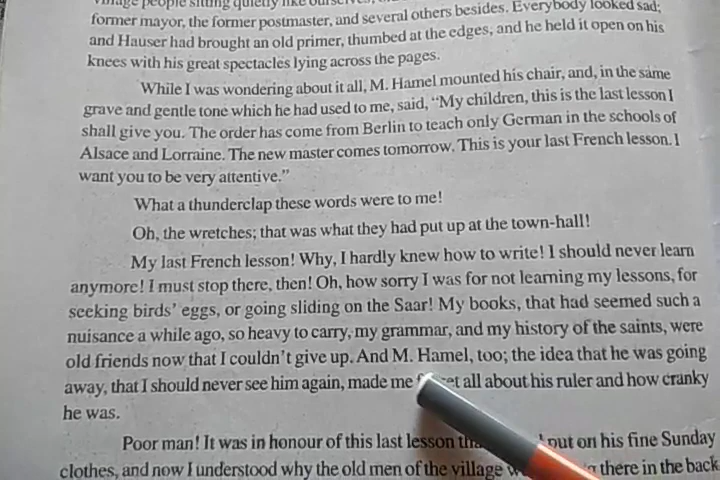 village people sitting quietly like ourselves,
former mayor, the former postmaster, and several others besides. Everybody looked sad;
and Hauser had brought an old primer, thumbed at the edges, and he held it open on his
knees with his great spectacles lying across the pages.
While I was wondering about it all, M. Hamel mounted his chair, and, in the same
grave and gentle tone which he had used to me, said, “My children, this is the last lesson I
shall give you. The order has come from Berlin to teach only German in the schools of
Alsace and Lorraine. The new master comes tomorrow. This is your last French lesson. I
want you to be very attentive.”
What a thunderclap these words were to me!
Oh, the wretches; that was what they had put up at the town-hall!
My last French lesson! Why, I hardly knew how to write! I should never learn
anymore! I must stop there, then! Oh, how sorry I was for not learning my lessons, for
seeking birds’ eggs, or going sliding on the Saar! My books, that had seemed such a
nuisance a while ago, so heavy to carry, my grammar, and my history of the saints, were
old friends now that I couldn’t give up. And M. Hamel, too; the idea that he was going
away, that I should never see him again, made me all about his ruler and how cranky
he was.
Poor man! It was in honour of this last lesson put on his fine Sunday
clothes, and now I understood why the old men of the village there in the back